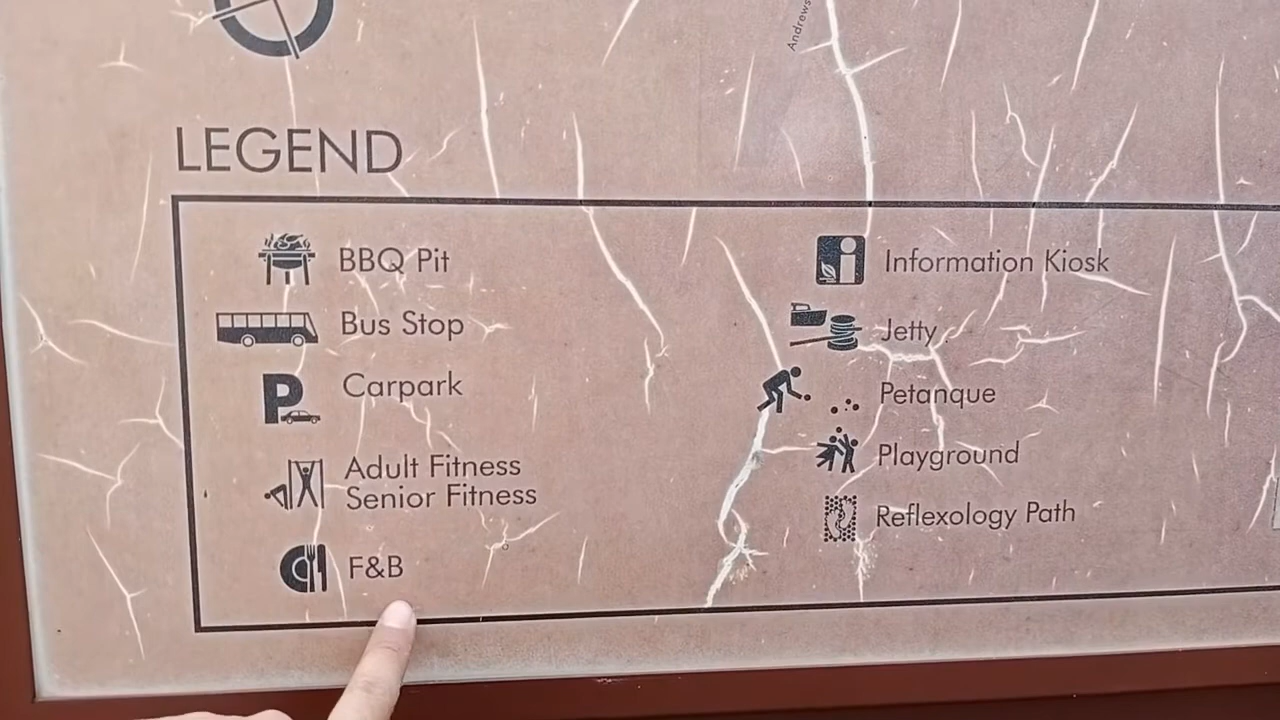 Andrews
LEGEND
BBQ Pit
Bus Stop
P
Carpark
Adult Fitness
Senior Fitness
F&B
i
Information Kiosk
Jetty
Petanque
Playground
Reflexology Path